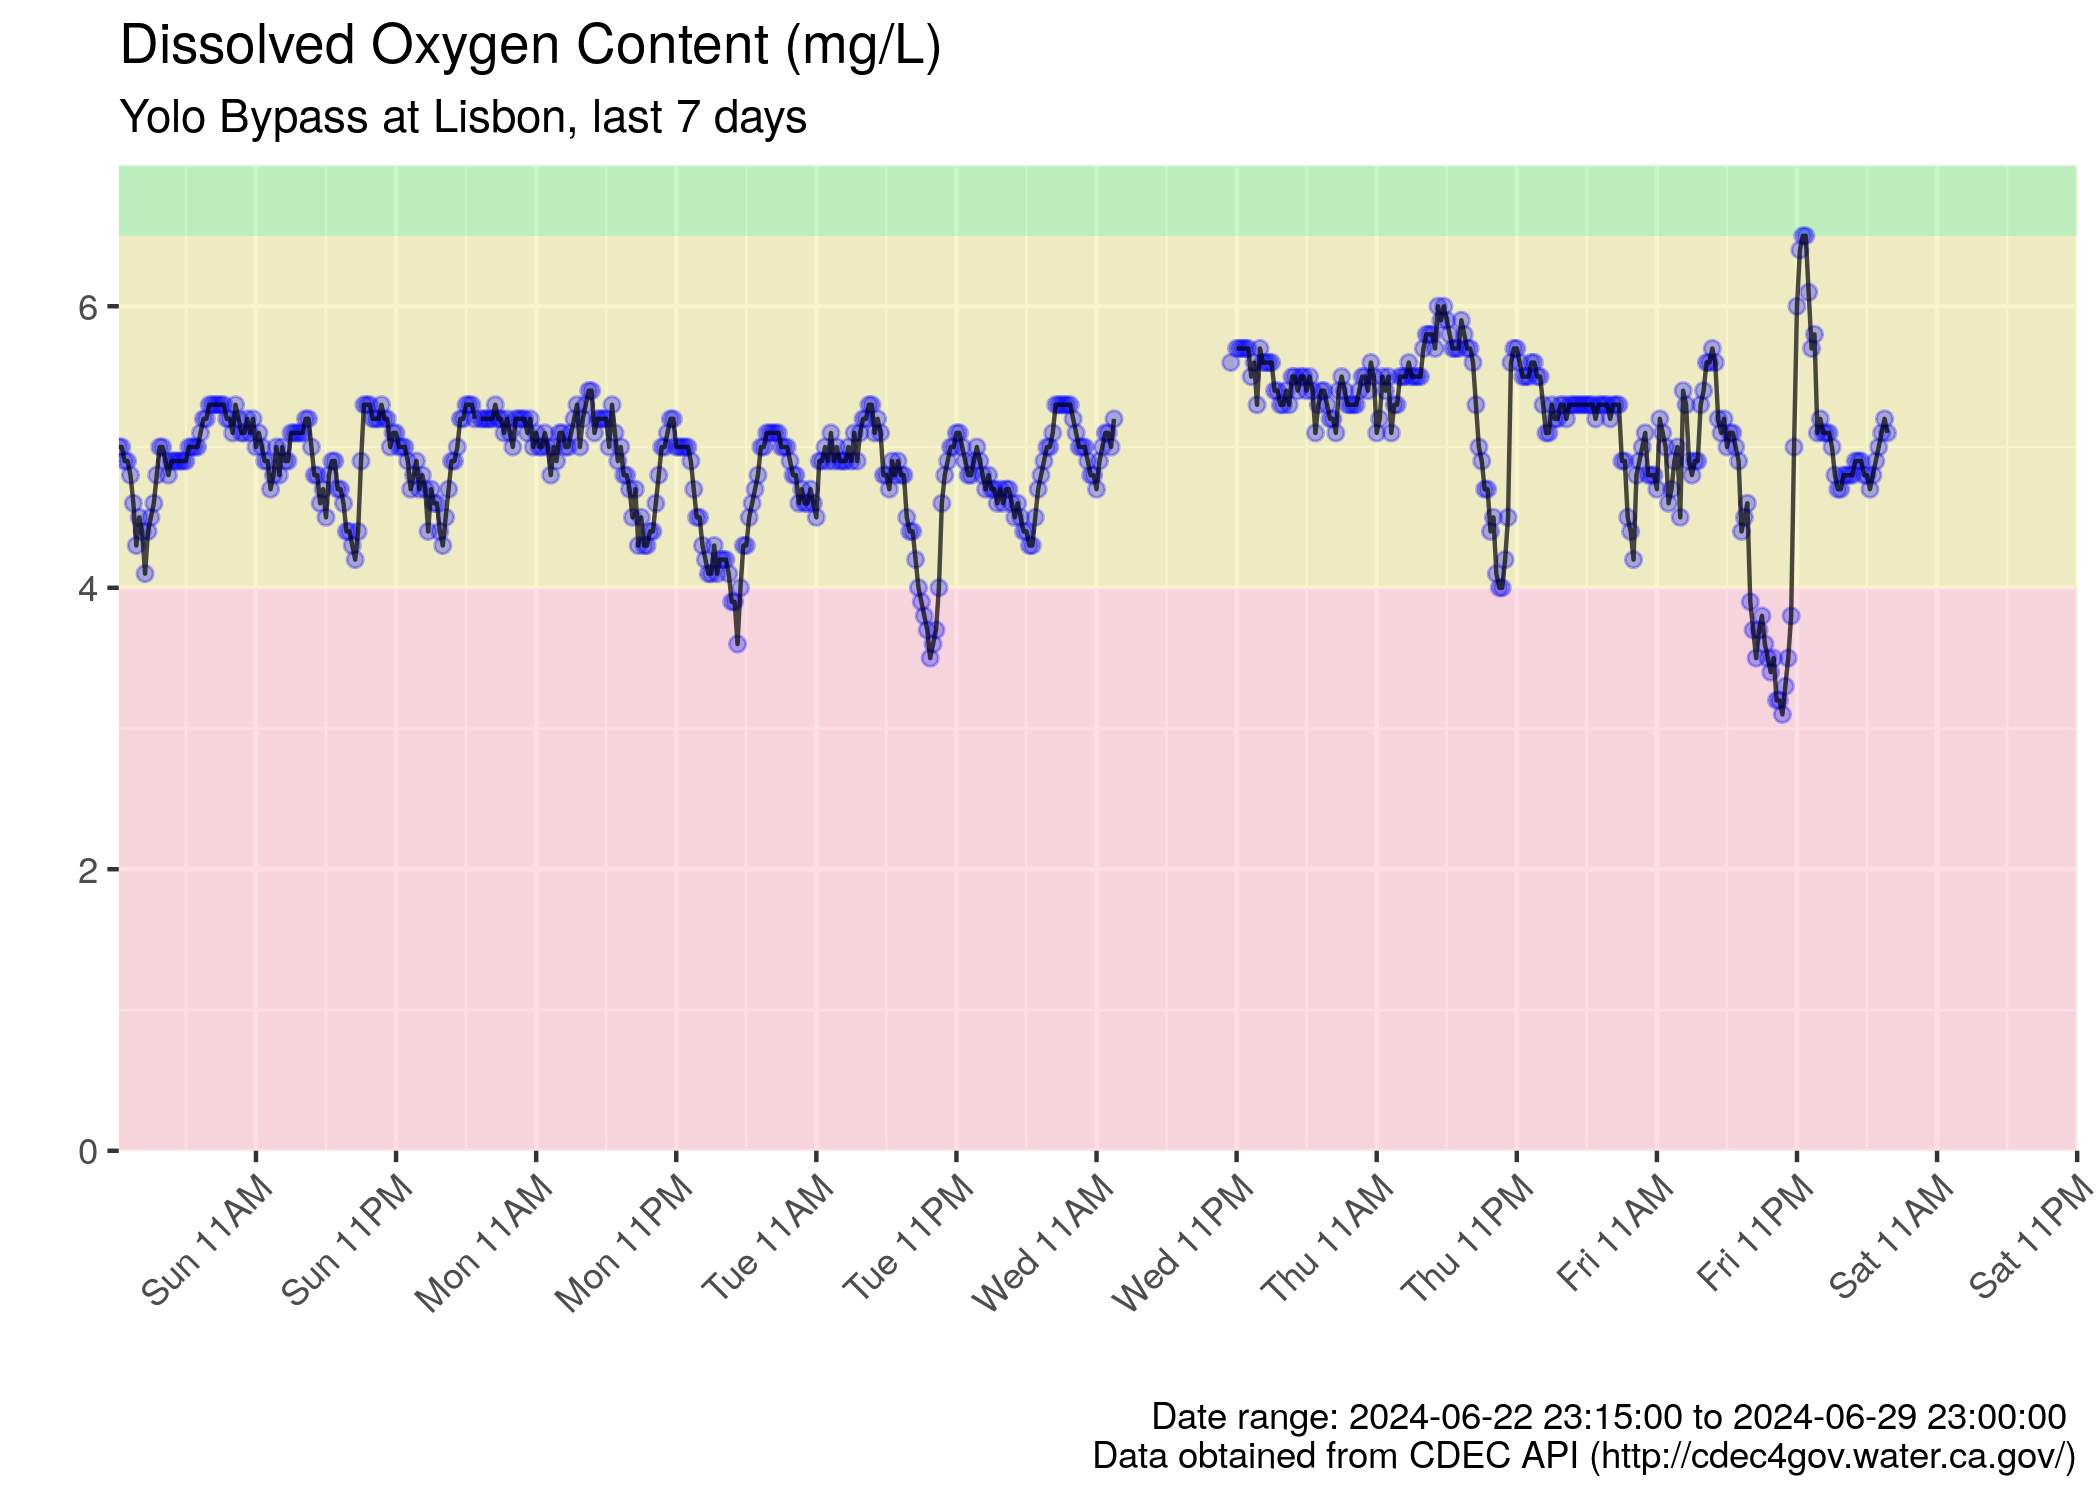 Dissolved Oxygen Content (mg/L)
Yolo Bypass at Lisbon, last 7 days
6
4
2
0
Sun 11AM
Sun 11PM
Mon 11AM
Mon 11PM
Tue 11AM
Tue 11PM
Wed 11AM
Wed 11PM
Thu 11AM
Thu 11PM
Fri 11AM
Fri 11PM
Sat 11AM
Sat 11PM
Date range: 2024-06-22 23:15:00 to 2024-06-29 23:00:00
Data obtained from CDEC API (http://cdec4gov.water.ca.gov/)